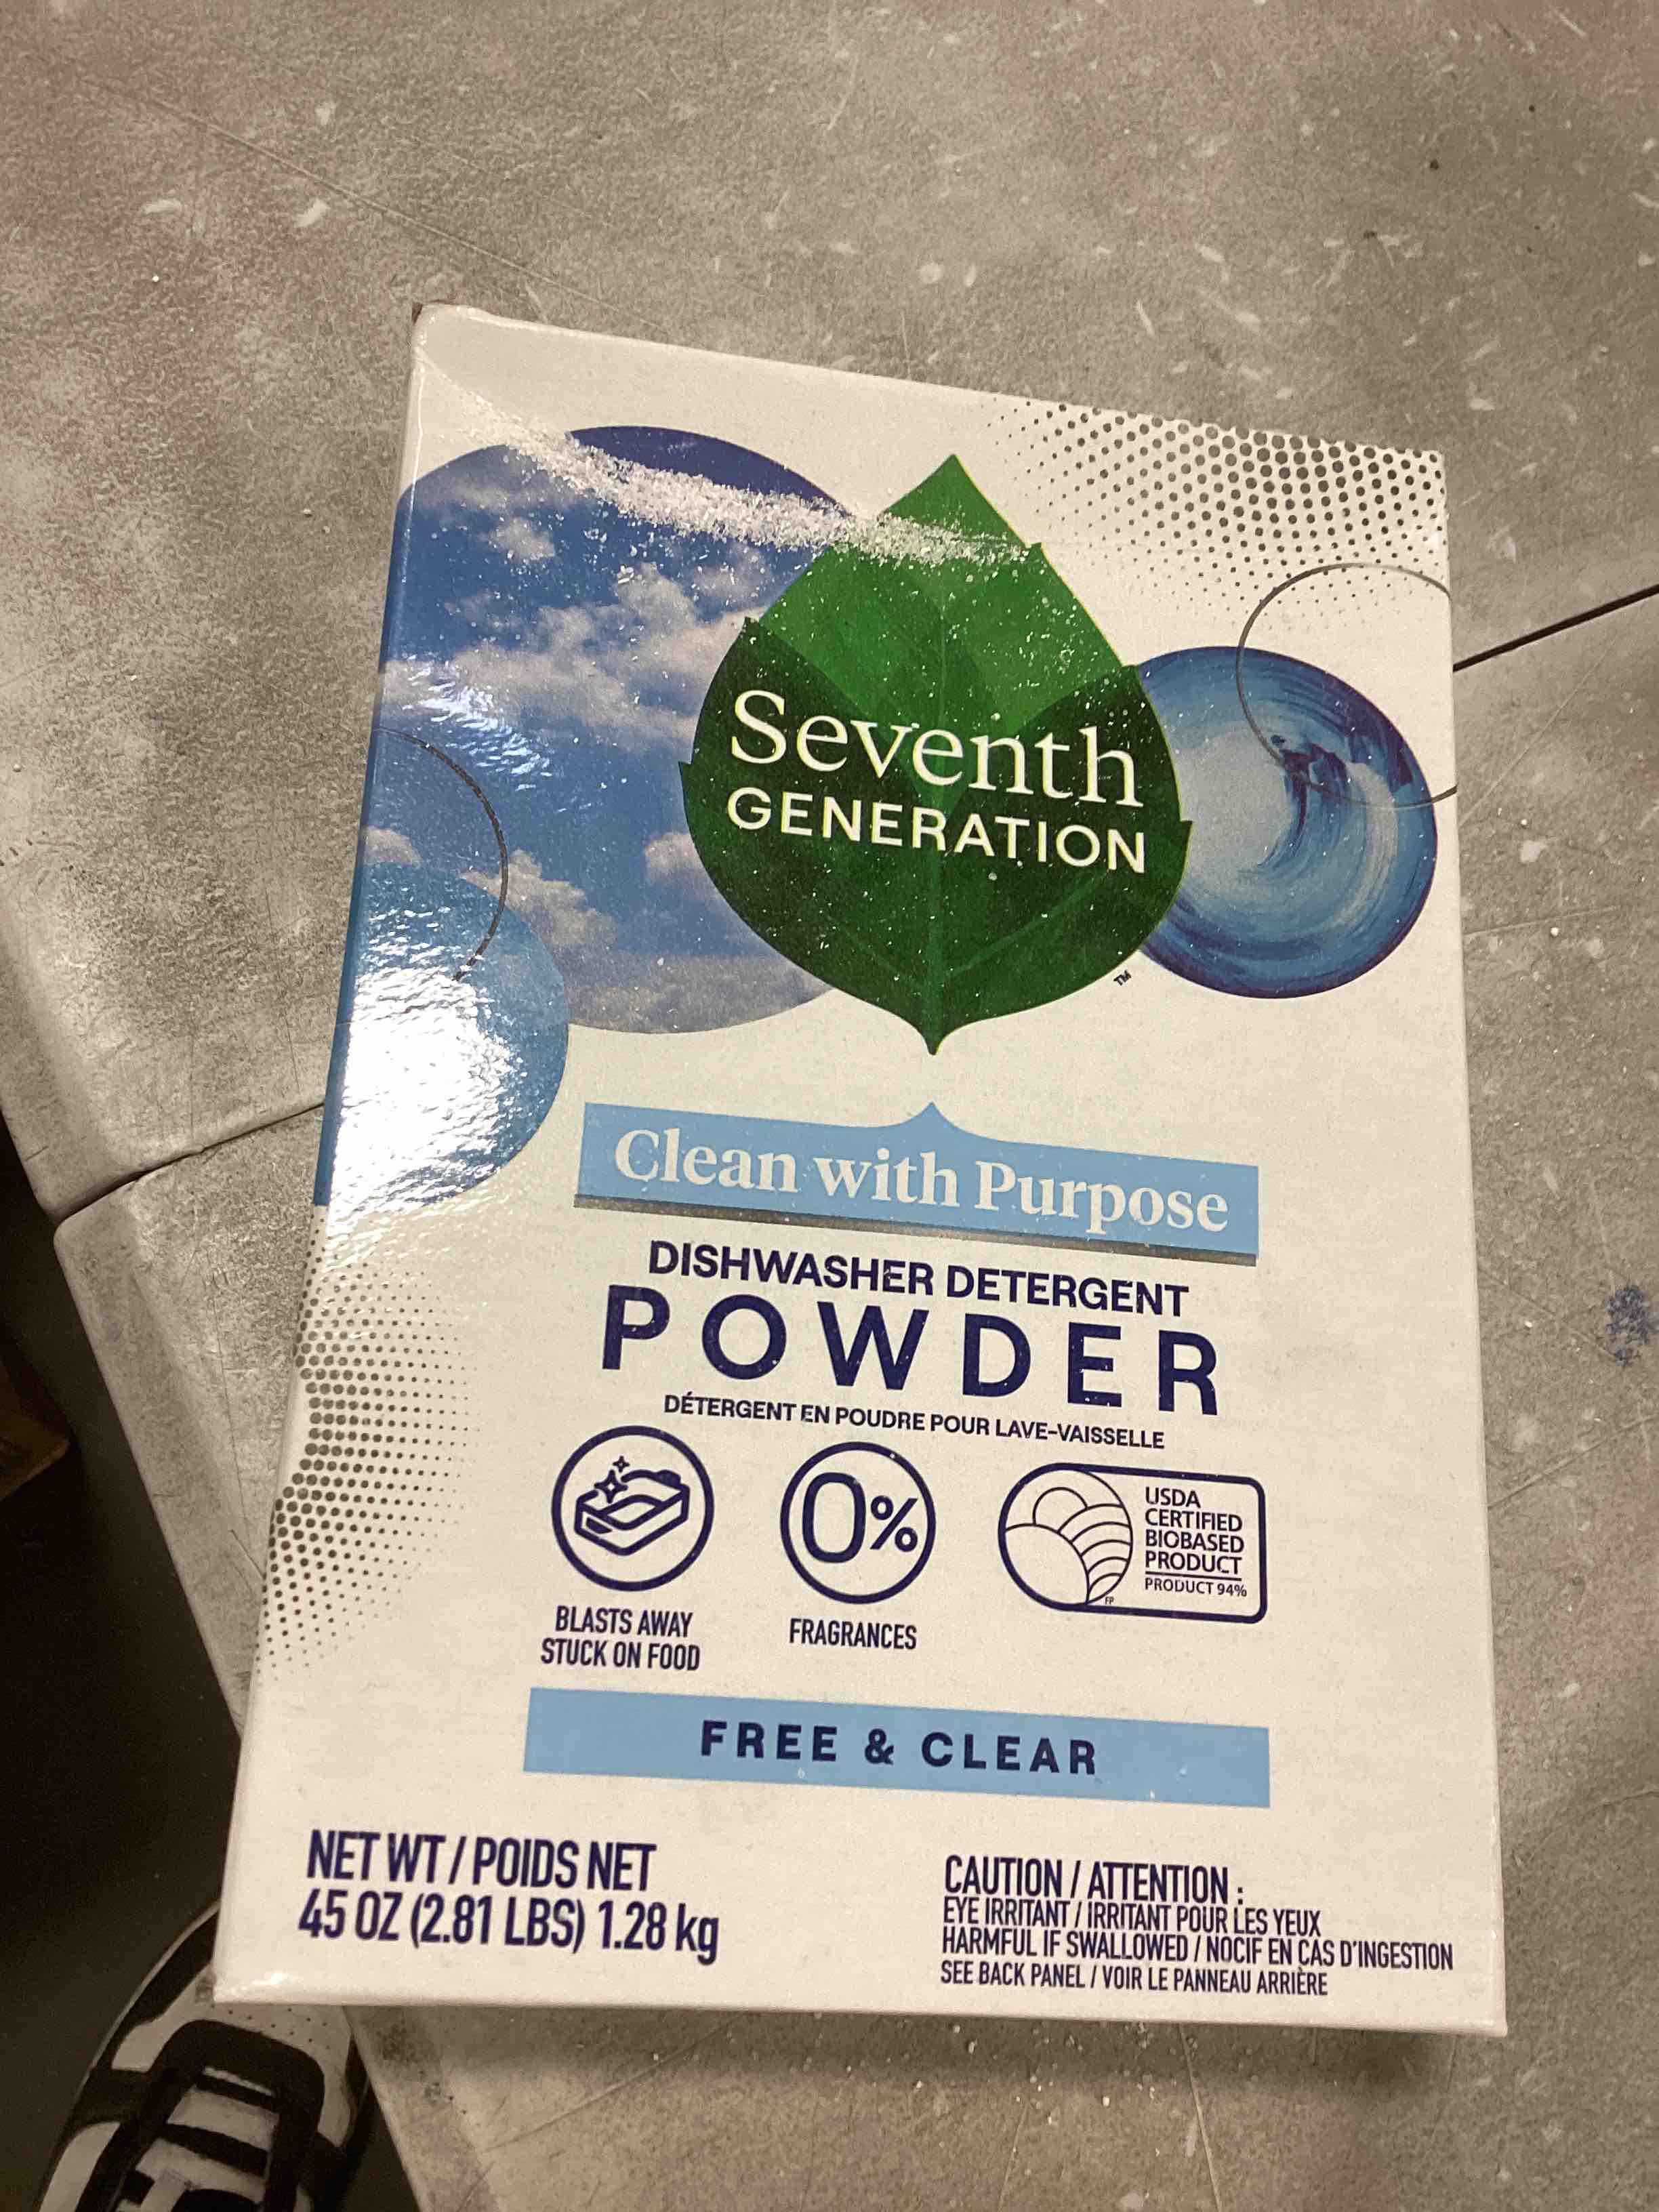 Seventh
GENERATION
TM
Clean with Purpose
DISHWASHER DETERGENT
POWDER
DÉTERGENT EN POUDRE POUR LAVE-VAISSELLE
0%
BLASTS AWAY
STUCK ON FOOD
FRAGRANCES
USDA
CERTIFIED
BIOBASED
PRODUCT
PRODUCT 94%
FP
FREE & CLEAR
NET WT / POIDS NET
45 OZ (2.81 LBS) 1.28 kg
CAUTION / ATTENTION :
EYE IRRITANT / IRRITANT POUR LES YEUX
HARMFUL IF SWALLOWED / NOCIF EN CAS D'INGESTION
SEE BACK PANEL / VOIR LE PANNEAU ARRIÈRE